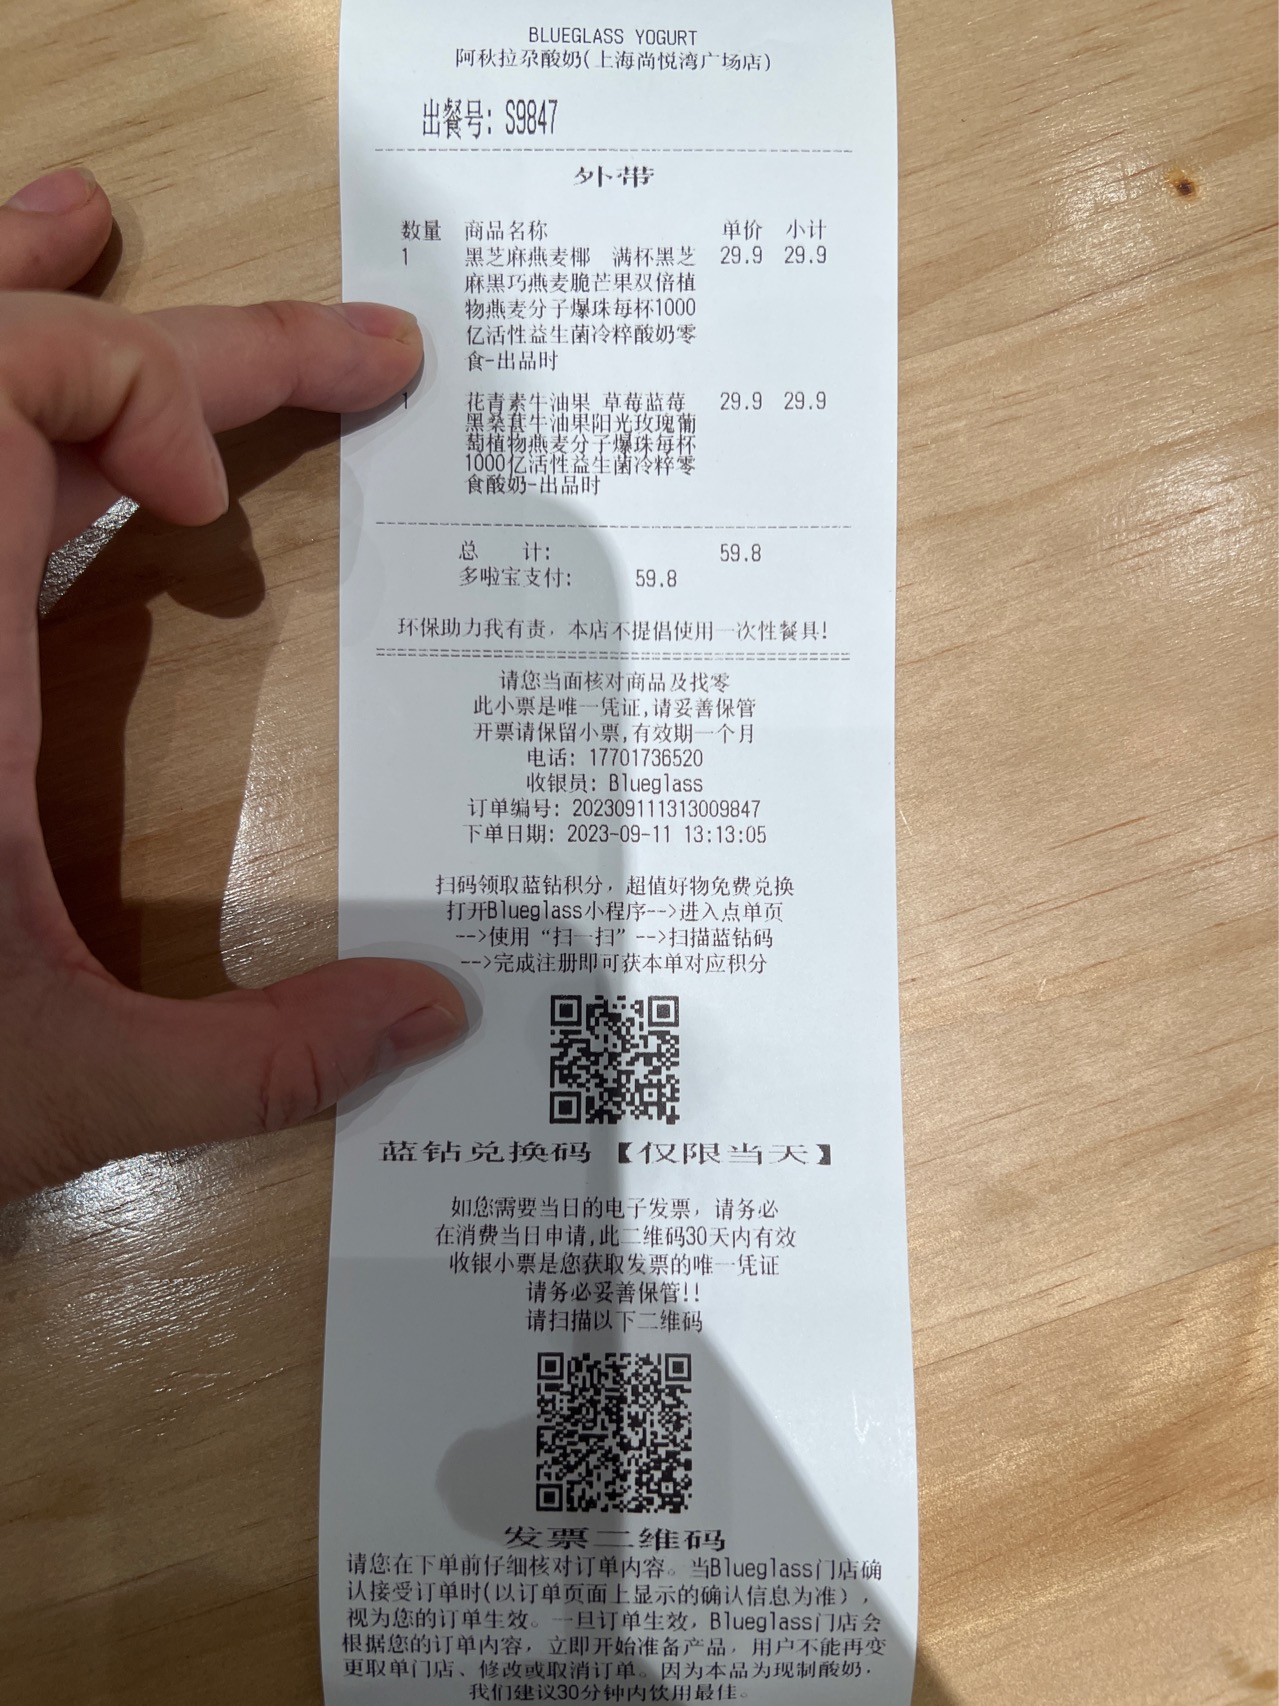 BLUEGLASS YOGURT
阿秋拉尕酸奶(上海尚悦湾广场店)
出餐号: S9847
外带
数量 商品名称 单价 小计
1 黑芝麻燕麦椰 满杯黑芝 29.9 29.9
麻黑巧燕麦脆芒果双倍植
物燕麦分子爆珠每杯1000
亿活性益生菌冷粹酸奶零
食-出品时
1 花青素牛油果 草莓蓝莓 29.9 29.9
黑桑葚牛油果阳光玫瑰葡
萄植物燕麦分子爆珠每杯
1000亿活性益生菌冷粹零
食酸奶-出品时
总 计: 59.8
多啦宝支付: 59.8
环保助力我有责，本店不提倡使用一次性餐具!
请您当面核对商品及找零
此小票是唯一凭证,请妥善保管
开票请保留小票,有效期一个月
电话: 17701736520
收银员: Blueglass
订单编号: 202309111313009847
下单日期: 2023-09-11 13:13:05
扫码领取蓝钻积分，超值好物免费兑换
打开Blueglass小程序-->进入点单页
-->使用“扫一扫”-->扫描蓝钻码
-->完成注册即可获本单对应积分
蓝钻兑换码【仅限当天】
如您需要当日的电子发票，请务必
在消费当日申请,此二维码30天内有效
收银小票是您获取发票的唯一凭证
请务必妥善保管!!
请扫描以下二维码
发票二维码
请您在下单前仔细核对订单内容。当Blueglass门店确
认接受订单时(以订单页面上显示的确认信息为准)，
视为您的订单生效。一旦订单生效，Blueglass门店会
根据您的订单内容，立即开始准备产品，用户不能再变
更取单门店、修改或取消订单。因为本品为现制酸奶，
我们建议30分钟内饮用最佳。